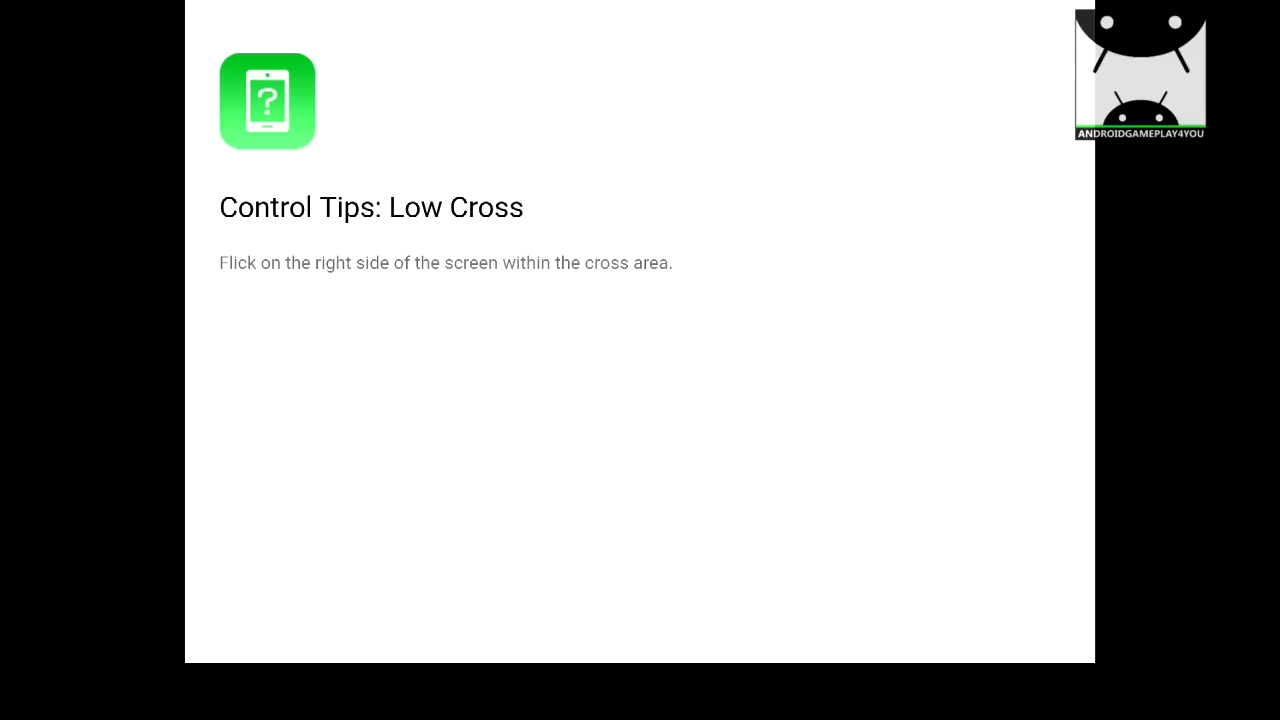 ANDROIDGAMEPLAY4YOU
?
Control Tips: Low Cross
Flick on the right side of the screen within the cross area.